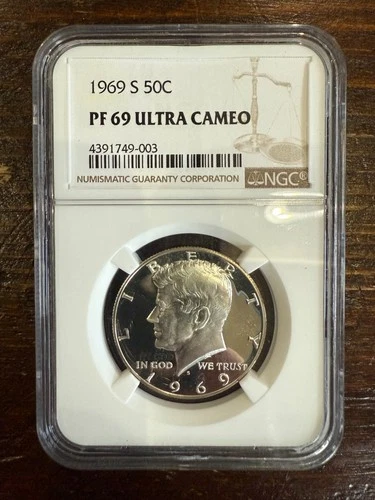 1969 S 50C
PF 69 ULTRA CAMEO
4391749-003
NUMISMATIC GUARANTY CORPORATION
NGC®
LIBERTY
IN GOD WE TRUST
S
1969